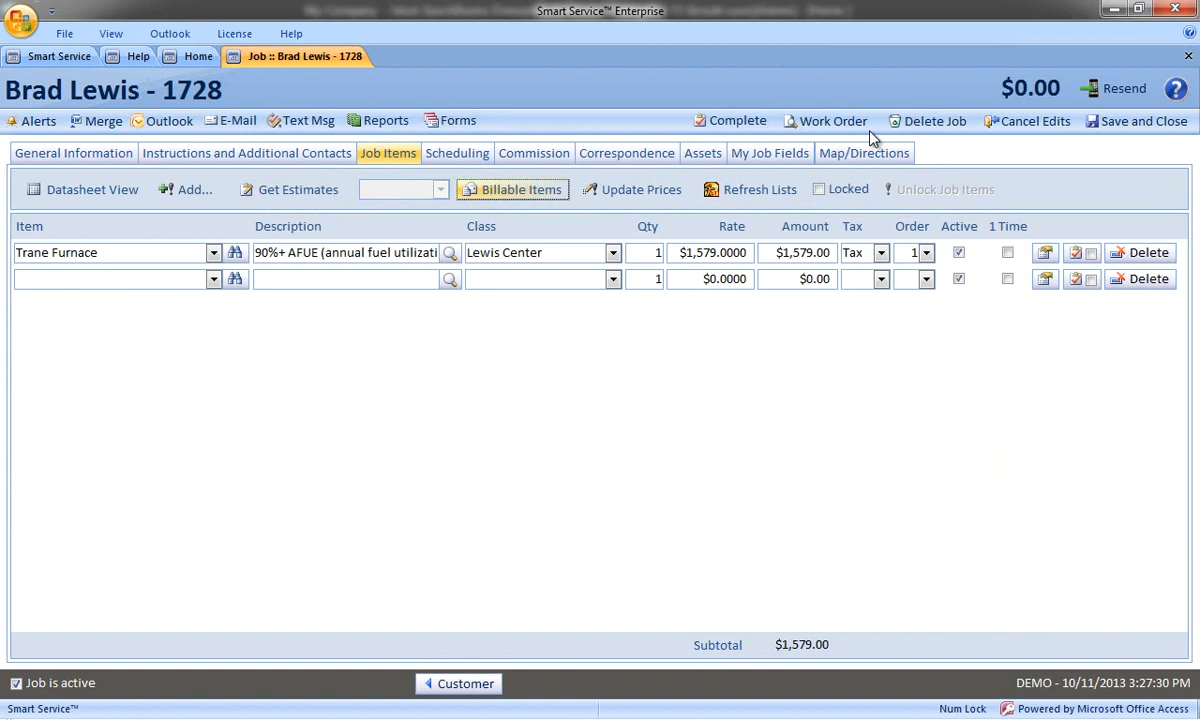 Smart Service™ Enterprise
File View Outlook License Help
Smart Service Help Home Job :: Brad Lewis - 1728
Brad Lewis - 1728 $0.00 Resend
Alerts Merge Outlook E-Mail Text Msg Reports Forms Complete Work Order Delete Job Cancel Edits Save and Close
General Information Instructions and Additional Contacts Job Items Scheduling Commission Correspondence Assets My Job Fields Map/Directions
Datasheet View Add... Get Estimates Billable Items Update Prices Refresh Lists Locked Unlock Job Items
Item Description Class Qty Rate Amount Tax Order Active 1 Time
Trane Furnace 90%+ AFUE (annual fuel utilizati Lewis Center 1 $1,579.0000 $1,579.00 Tax 1 Delete
1 $0.0000 $0.00 Delete
Subtotal $1,579.00
Job is active Customer DEMO - 10/11/2013 3:27:30 PM
Smart Service™ Num Lock Powered by Microsoft Office Access